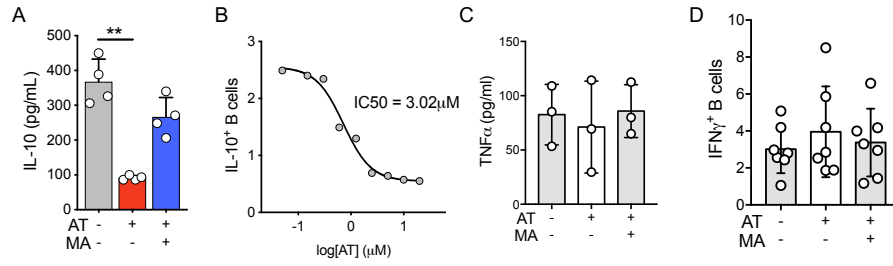 A
**
IL-10 (pg/mL)
500
400
300
200
100
0
AT - + +
MA - - +
B
IL-10⁺ B cells
3
2
1
0
IC50 = 3.02μM
-1 0 1
log[AT] (μM)
C
TNFα (pg/ml)
150
100
50
0
AT - + +
MA - - +
D
IFNγ⁺ B cells
10
8
6
4
2
0
AT - + +
MA - - +